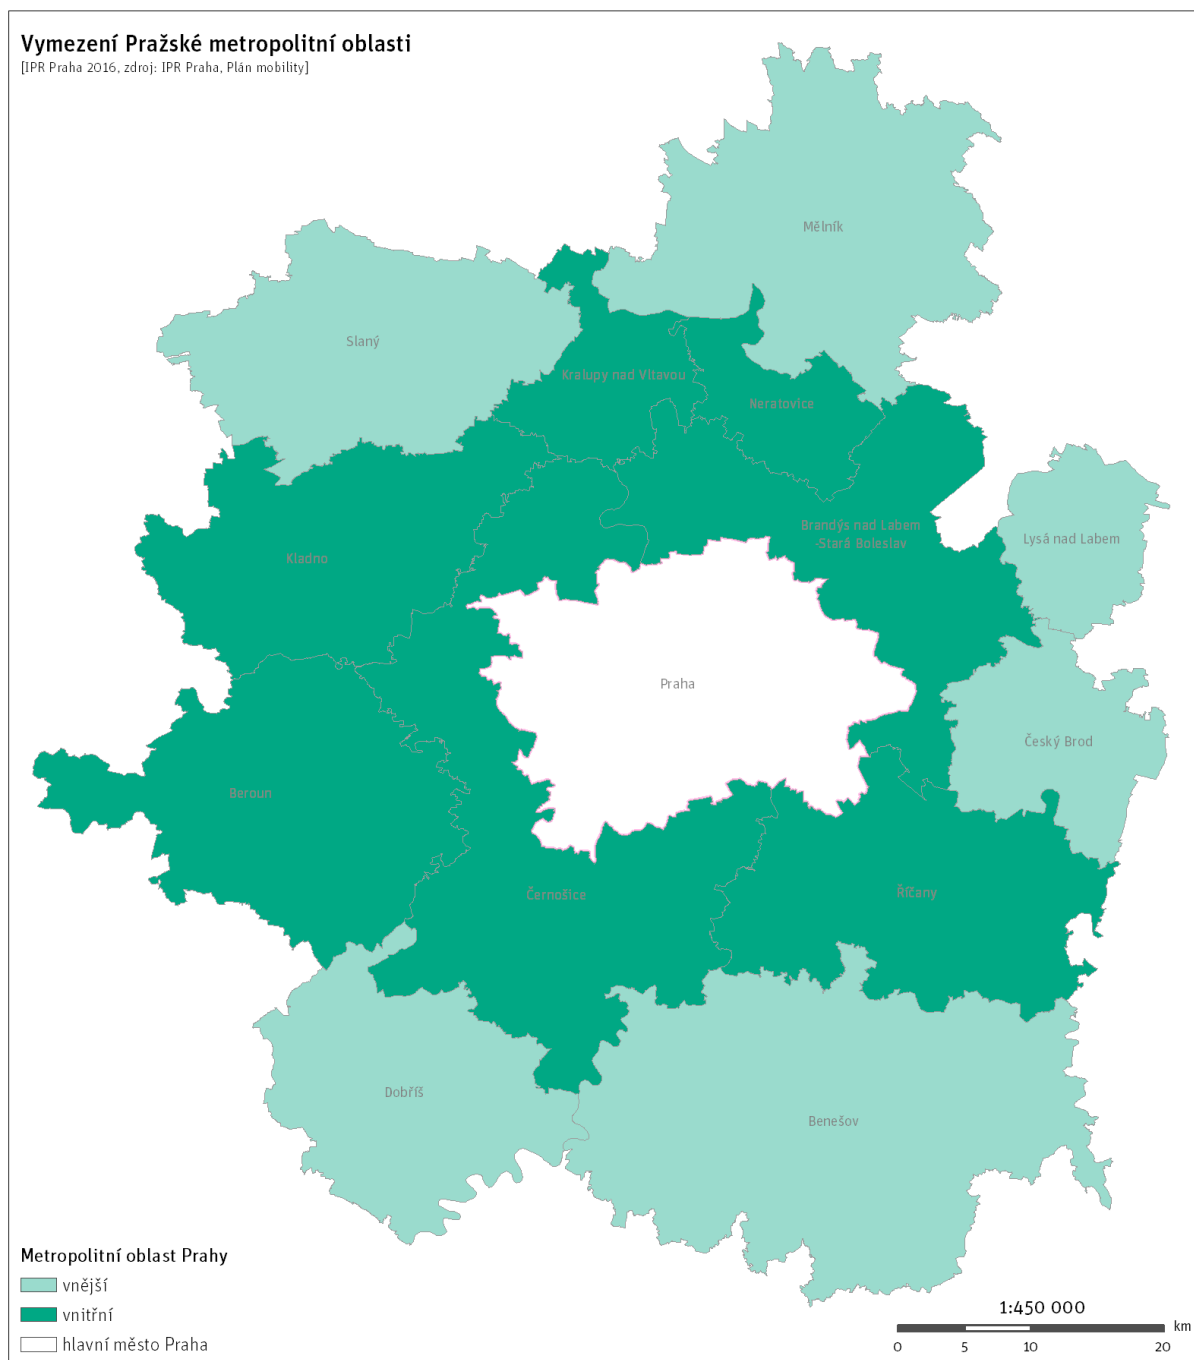 Vymezení Pražské metropolitní oblasti
[IPR Praha 2016, zdroj: IPR Praha, Plán mobility]
Mělník
Slaný
Kralupy nad Vltavou
Neratovice
Brandýs nad Labem
-Stará Boleslav
Lysá nad Labem
Kladno
Praha
Český Brod
Beroun
Černošice
Říčany
Dobříš
Benešov
Metropolitní oblast Prahy
vnější
vnitřní
hlavní město Praha
1:450 000
km
0 5 10 20